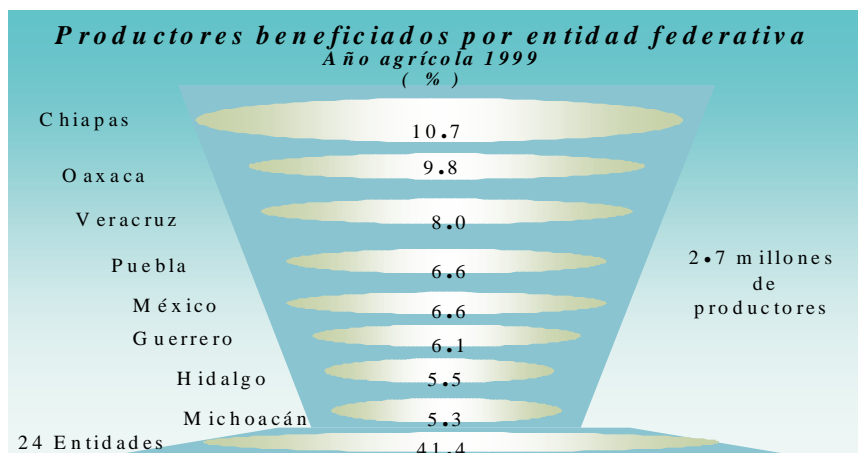 Productores beneficiados por entidad federativa
Año agrícola 1999
( % )
Chiapas 10.7
Oaxaca 9.8
Veracruz 8.0
Puebla 6.6
México 6.6
Guerrero 6.1
Hidalgo 5.5
Michoacán 5.3
24 Entidades 41.4
2.7 millones
de
productores